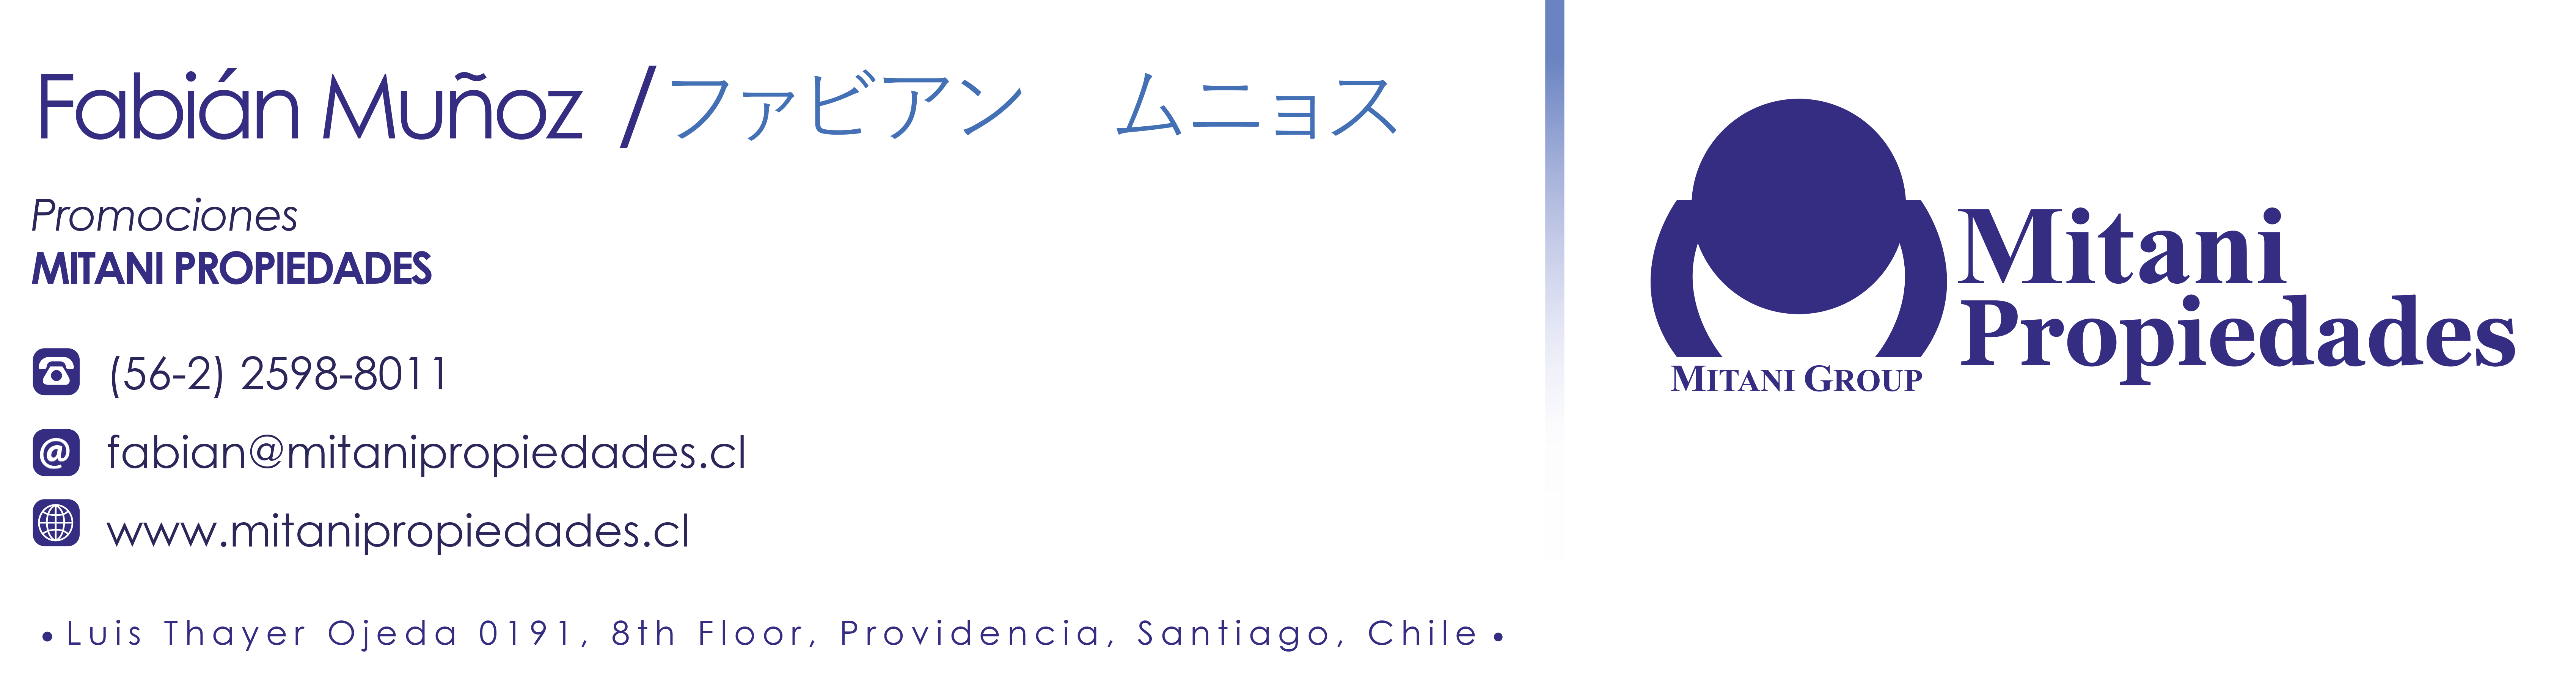 Fabián Muñoz /ファビアン　ムニョス
Promociones
MITANI PROPIEDADES
(56-2) 2598-8011
@ fabian@mitanipropiedades.cl
www.mitanipropiedades.cl
• Luis Thayer Ojeda 0191, 8th Floor, Providencia, Santiago, Chile •
Mitani
Propiedades
MITANI GROUP